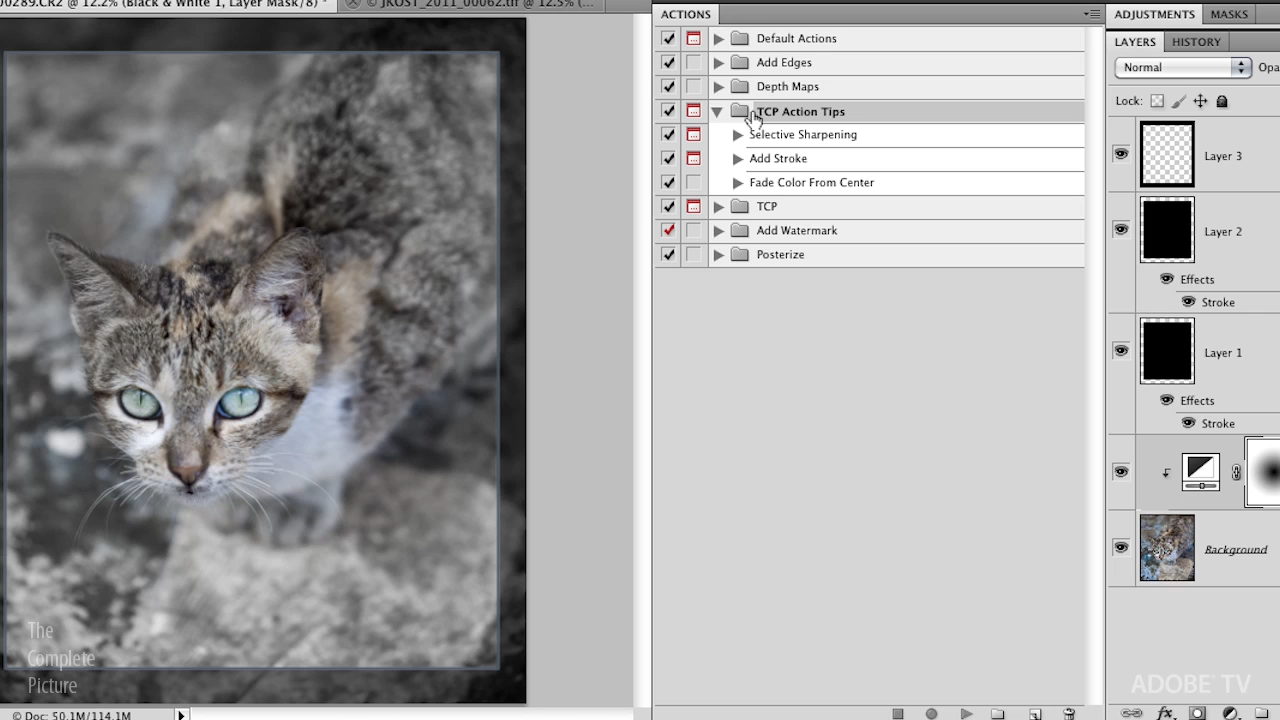 00289.CR2 @ 12.2% (Black & White 1, Layer Mask/8) *
© JKOST_2011_00062.tif @ 12.5% (...
ACTIONS
Default Actions
Add Edges
Depth Maps
TCP Action Tips
Selective Sharpening
Add Stroke
Fade Color From Center
TCP
Add Watermark
Posterize
ADJUSTMENTS
MASKS
LAYERS
HISTORY
Normal
Opa
Lock:
Layer 3
Layer 2
Effects
Stroke
Layer 1
Effects
Stroke
Background
The
Complete
Picture
ADOBE TV
Doc: 50.1M/114.1M
fx